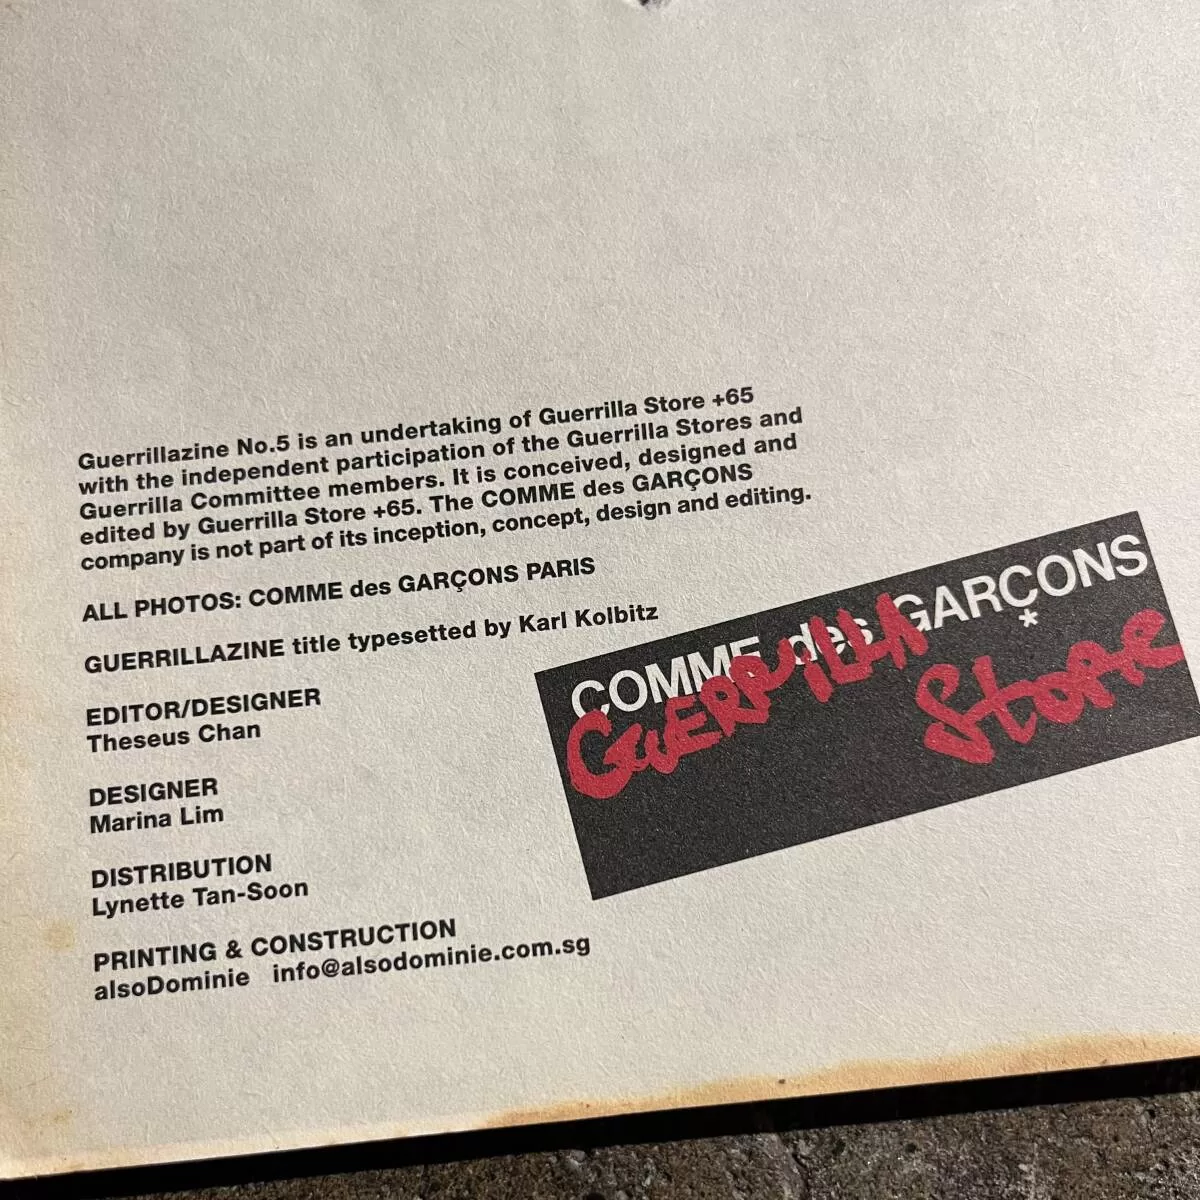 Guerrillazine No.5 is an undertaking of Guerrilla Store +65
with the independent participation of the Guerrilla Stores and
Guerrilla Committee members. It is conceived, designed and
edited by Guerrilla Store +65. The COMME des GARÇONS
company is not part of its inception, concept, design and editing.
ALL PHOTOS: COMME des GARÇONS PARIS
GUERRILLAZINE title typesetted by Karl Kolbitz
EDITOR/DESIGNER
Theseus Chan
DESIGNER
Marina Lim
DISTRIBUTION
Lynette Tan-Soon
PRINTING & CONSTRUCTION
alsoDominie info@alsodominie.com.sg
COMME des GARÇONS
*
GUERRILLA STORE